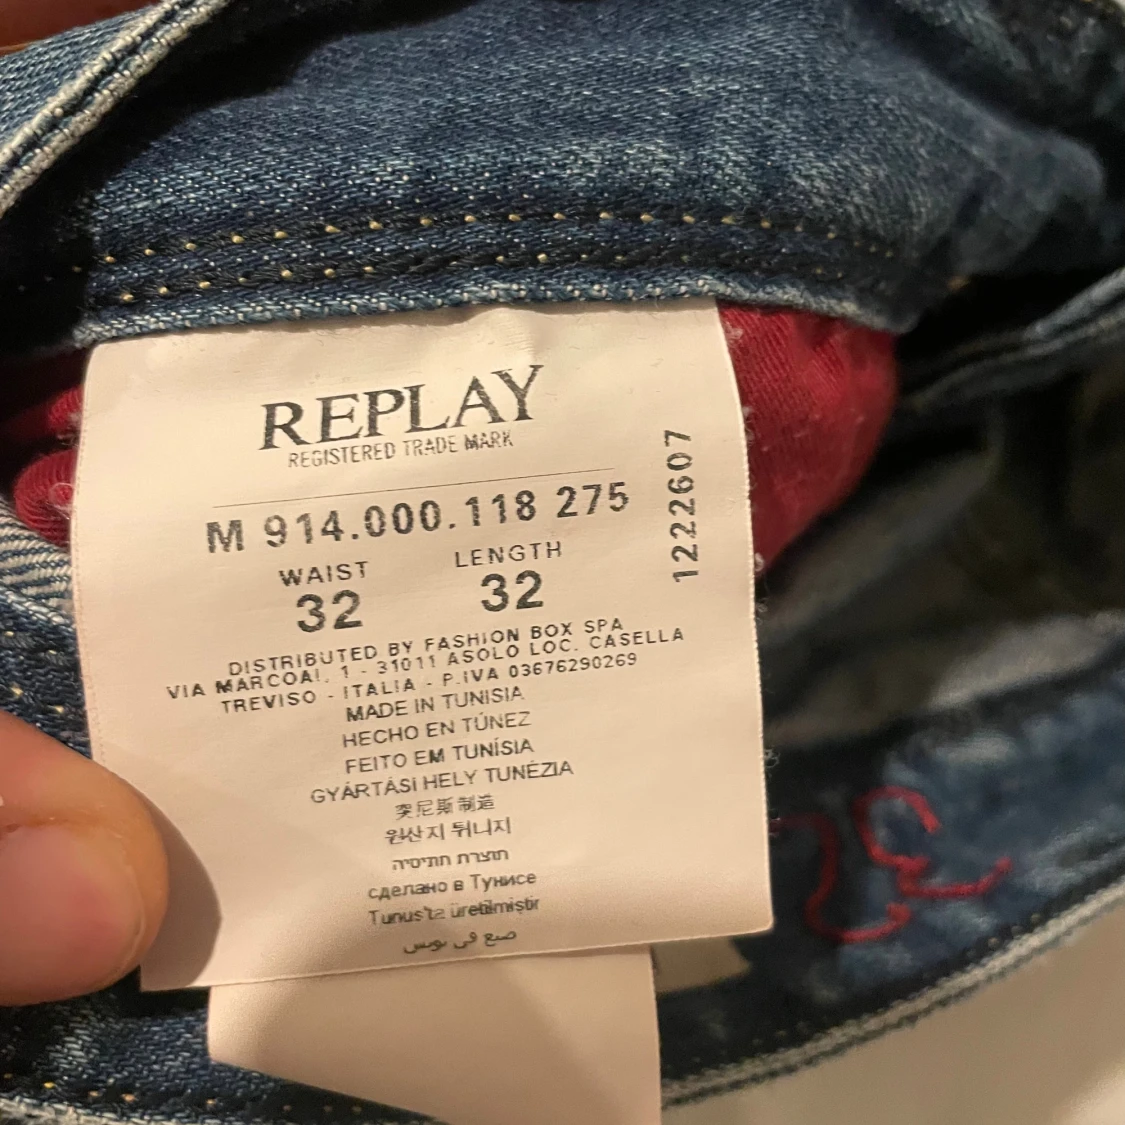 REPLAY
REGISTERED TRADE MARK
M 914.000.118 275
1222607
WAIST LENGTH
32 32
DISTRIBUTED BY FASHION BOX SPA
VIA MARCOAI. 1 - 31011 ASOLO LOC. CASELLA
TREVISO - ITALIA - P.IVA 03676290269
MADE IN TUNISIA
HECHO EN TÚNEZ
FEITO EM TUNÍSIA
GYÁRTÁSI HELY TUNÉZIA
突尼斯 制造
원산지 튀니지
תוצרת תוניסיה
сделано в Тунисе
Tunus'ta üretilmiştir
صنع في تونس